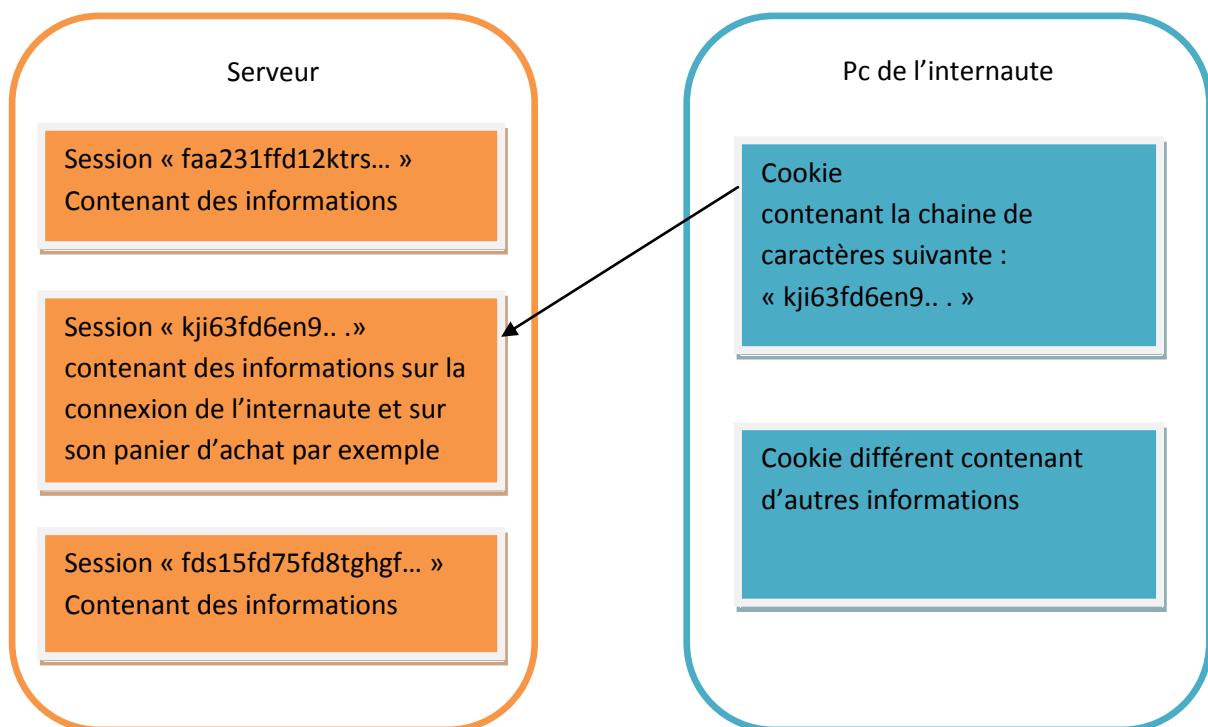 Serveur
Session « faa231ffd12ktrs… »
Contenant des informations
Session « kji63fd6en9.. .»
contenant des informations sur la
connexion de l’internaute et sur
son panier d’achat par exemple
Session « fds15fd75fd8tghgf… »
Contenant des informations
Pc de l’internaute
Cookie
contenant la chaine de
caractères suivante :
« kji63fd6en9.. . »
Cookie différent contenant
d’autres informations